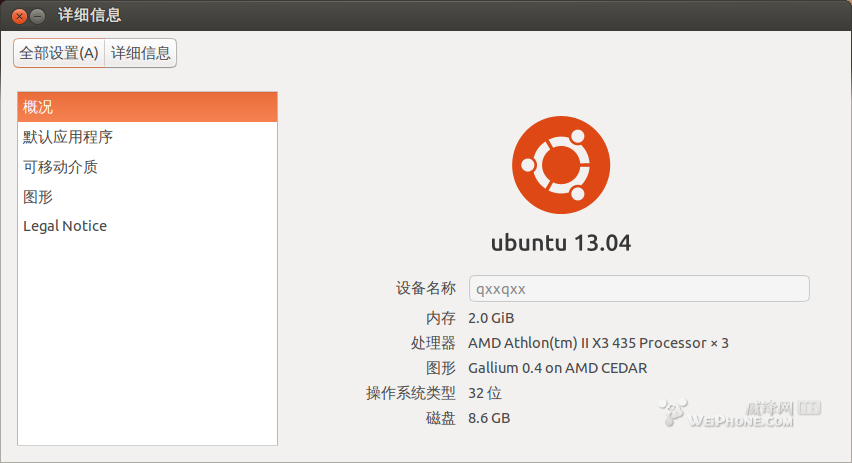 详细信息
全部设置(A) 详细信息
概况
默认应用程序
可移动介质
图形
Legal Notice
ubuntu 13.04
设备名称 qxxqxx
内存 2.0 GiB
处理器 AMD Athlon(tm) II X3 435 Processor × 3
图形 Gallium 0.4 on AMD CEDAR
操作系统类型 32 位
磁盘 8.6 GB
威锋网
WEIPHONE.COM